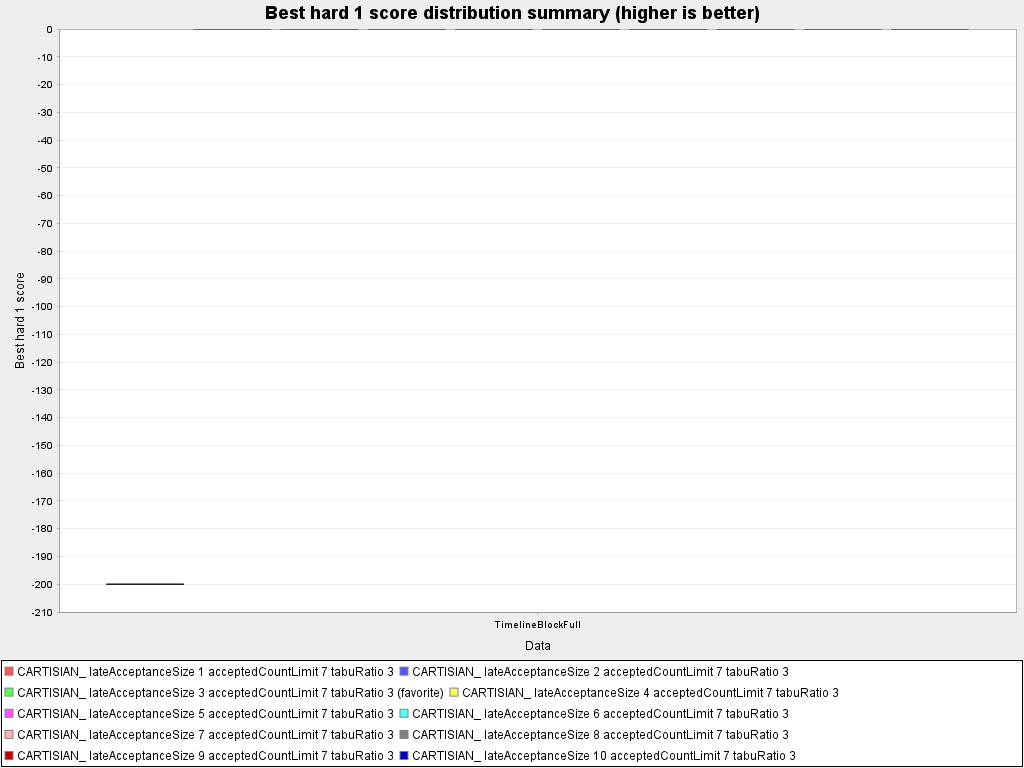 Best hard 1 score distribution summary (higher is better)
0
-10
-20
-30
-40
-50
-60
-70
-80
-90
-100
-110
-120
-130
-140
-150
-160
-170
-180
-190
-200
-210
Best hard 1 score
TimelineBlockFull
Data
CARTISIAN_ lateAcceptanceSize 1 acceptedCountLimit 7 tabuRatio 3 CARTISIAN_ lateAcceptanceSize 2 acceptedCountLimit 7 tabuRatio 3
CARTISIAN_ lateAcceptanceSize 3 acceptedCountLimit 7 tabuRatio 3 (favorite) CARTISIAN_ lateAcceptanceSize 4 acceptedCountLimit 7 tabuRatio 3
CARTISIAN_ lateAcceptanceSize 5 acceptedCountLimit 7 tabuRatio 3 CARTISIAN_ lateAcceptanceSize 6 acceptedCountLimit 7 tabuRatio 3
CARTISIAN_ lateAcceptanceSize 7 acceptedCountLimit 7 tabuRatio 3 CARTISIAN_ lateAcceptanceSize 8 acceptedCountLimit 7 tabuRatio 3
CARTISIAN_ lateAcceptanceSize 9 acceptedCountLimit 7 tabuRatio 3 CARTISIAN_ lateAcceptanceSize 10 acceptedCountLimit 7 tabuRatio 3